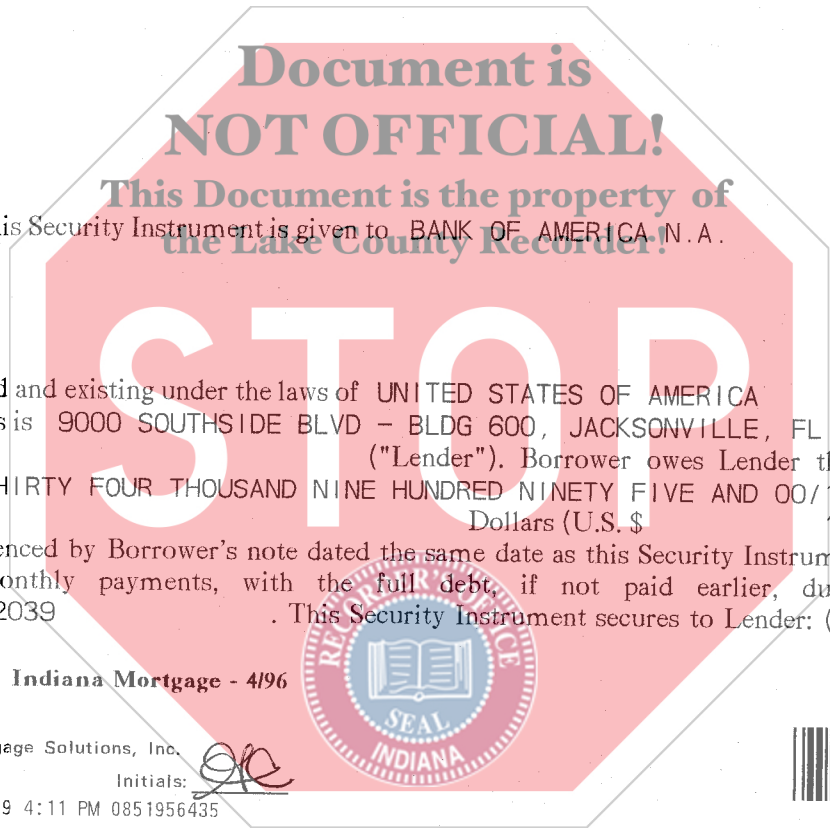 Document is
NOT OFFICIAL!
This Document is the property of
the Lake County Recorder!
is Security Instrument is given to BANK OF AMERICA N.A.
STOP
d and existing under the laws of UNITED STATES OF AMERICA
s is 9000 SOUTHSIDE BLVD - BLDG 600, JACKSONVILLE, FL
("Lender"). Borrower owes Lender th
HIRTY FOUR THOUSAND NINE HUNDRED NINETY FIVE AND 00/1
Dollars (U.S. $
enced by Borrower's note dated the same date as this Security Instrum
onthly payments, with the full debt, if not paid earlier, du
2039 . This Security Instrument secures to Lender: (
RECORDER'S OFFICE
SEAL
INDIANA
Indiana Mortgage - 4/96
gage Solutions, Inc.
Initials:
9 4:11 PM 0851956435